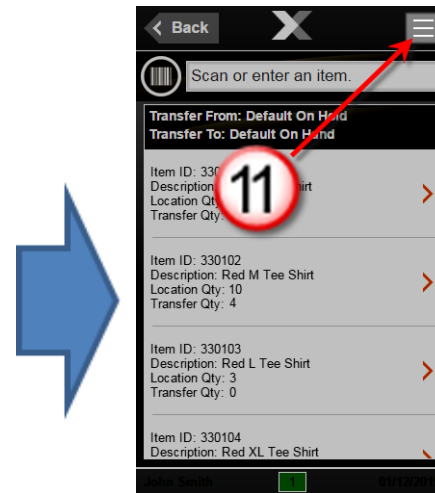 Back
Scan or enter an item.
Transfer From: Default On Hold
Transfer To: Default On Hand
Item ID: 330
Description
Location Qty
Transfer Qty:
11
Item ID: 330102
Description: Red M Tee Shirt
Location Qty: 10
Transfer Qty: 4
Item ID: 330103
Description: Red L Tee Shirt
Location Qty: 3
Transfer Qty: 0
Item ID: 330104
Description: Red XL Tee Shirt
John Smith 1 01/12/201